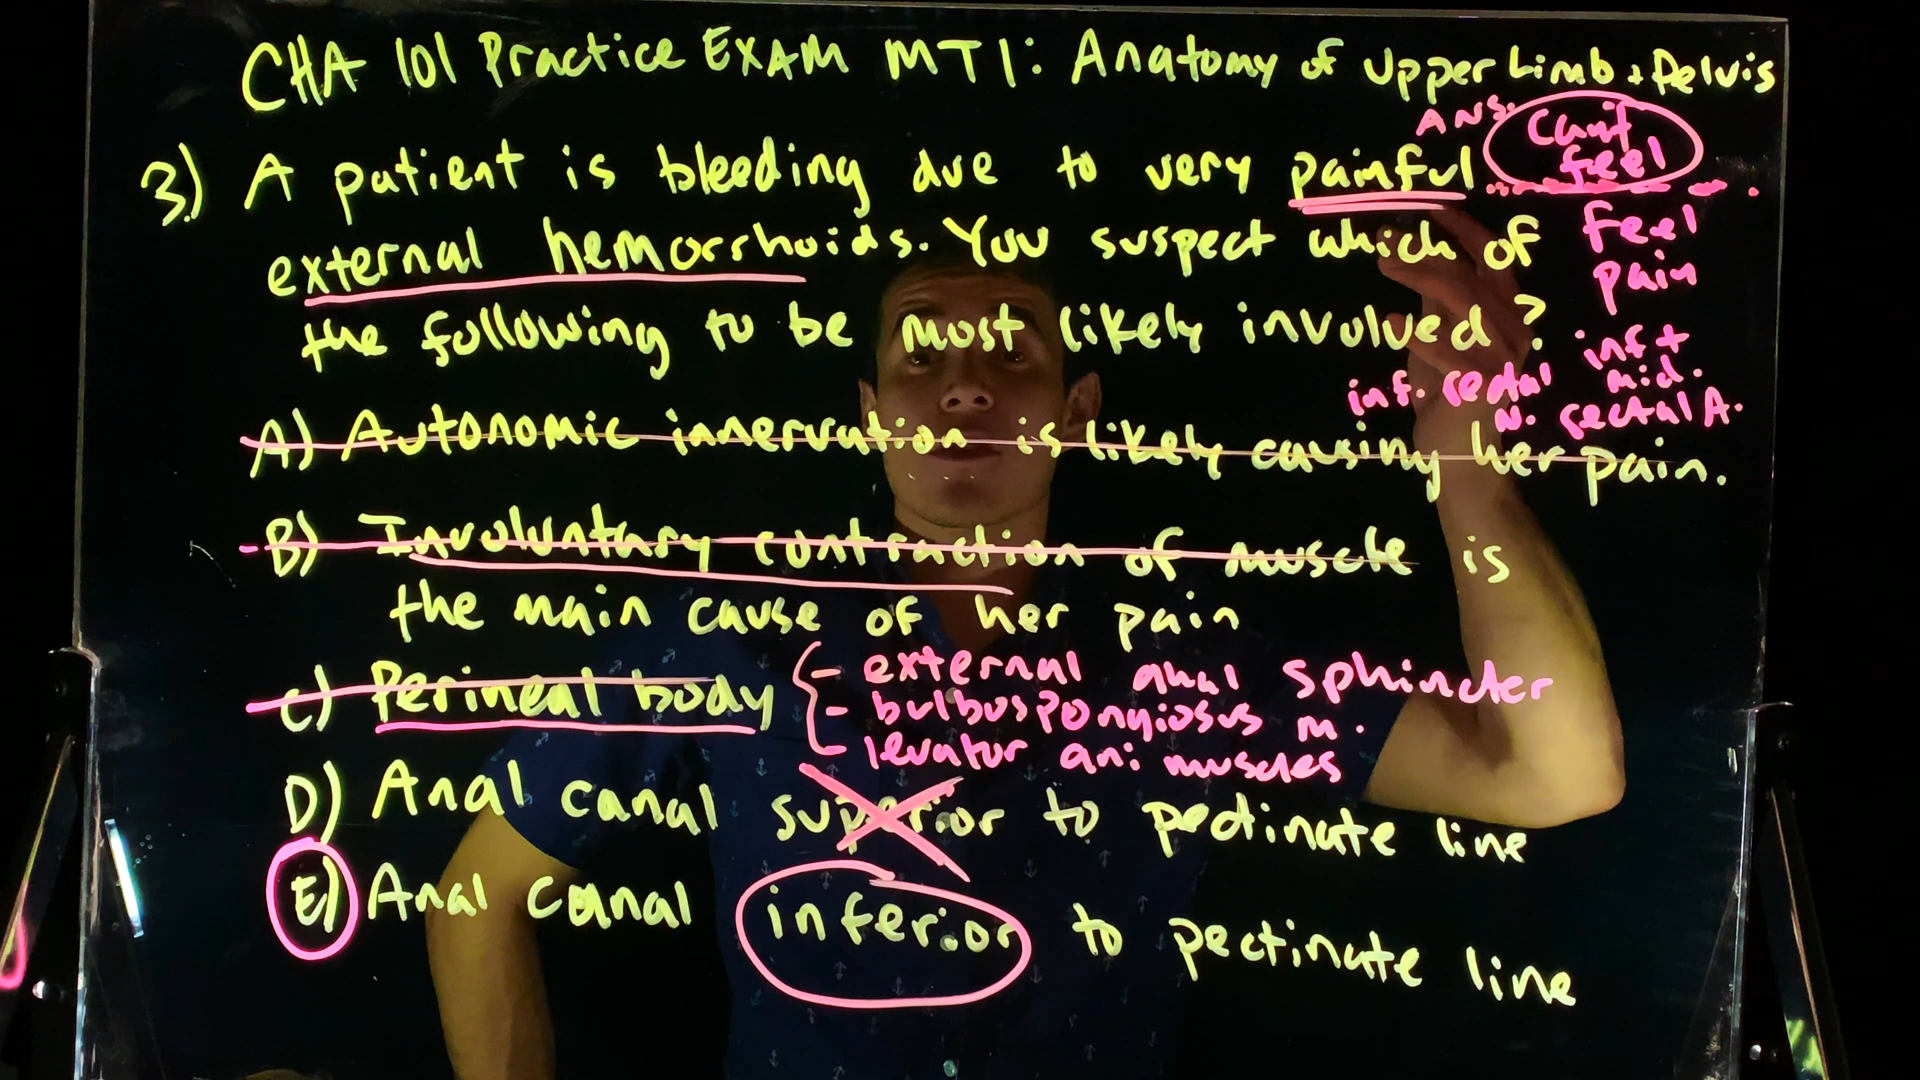 CHA 101 Practice EXAM MT1: Anatomy of Upper Limb + Pelvis
ANS. can't
feel
3) A patient is bleeding due to very painful
external hemorrhoids. You suspect which of
the following to be most likely involved?
feel
pain
inf. rectal
N.
inf +
mid.
rectal A.
A) Autonomic innervation is likely causing her pain.
B) Involuntary contraction of muscle is
the main cause of her pain
C) Perineal body
- external anal sphincter
- bulbospongiosus m.
- levator ani muscles
D) Anal canal superior to pectinate line
E) Anal canal inferior to pectinate line